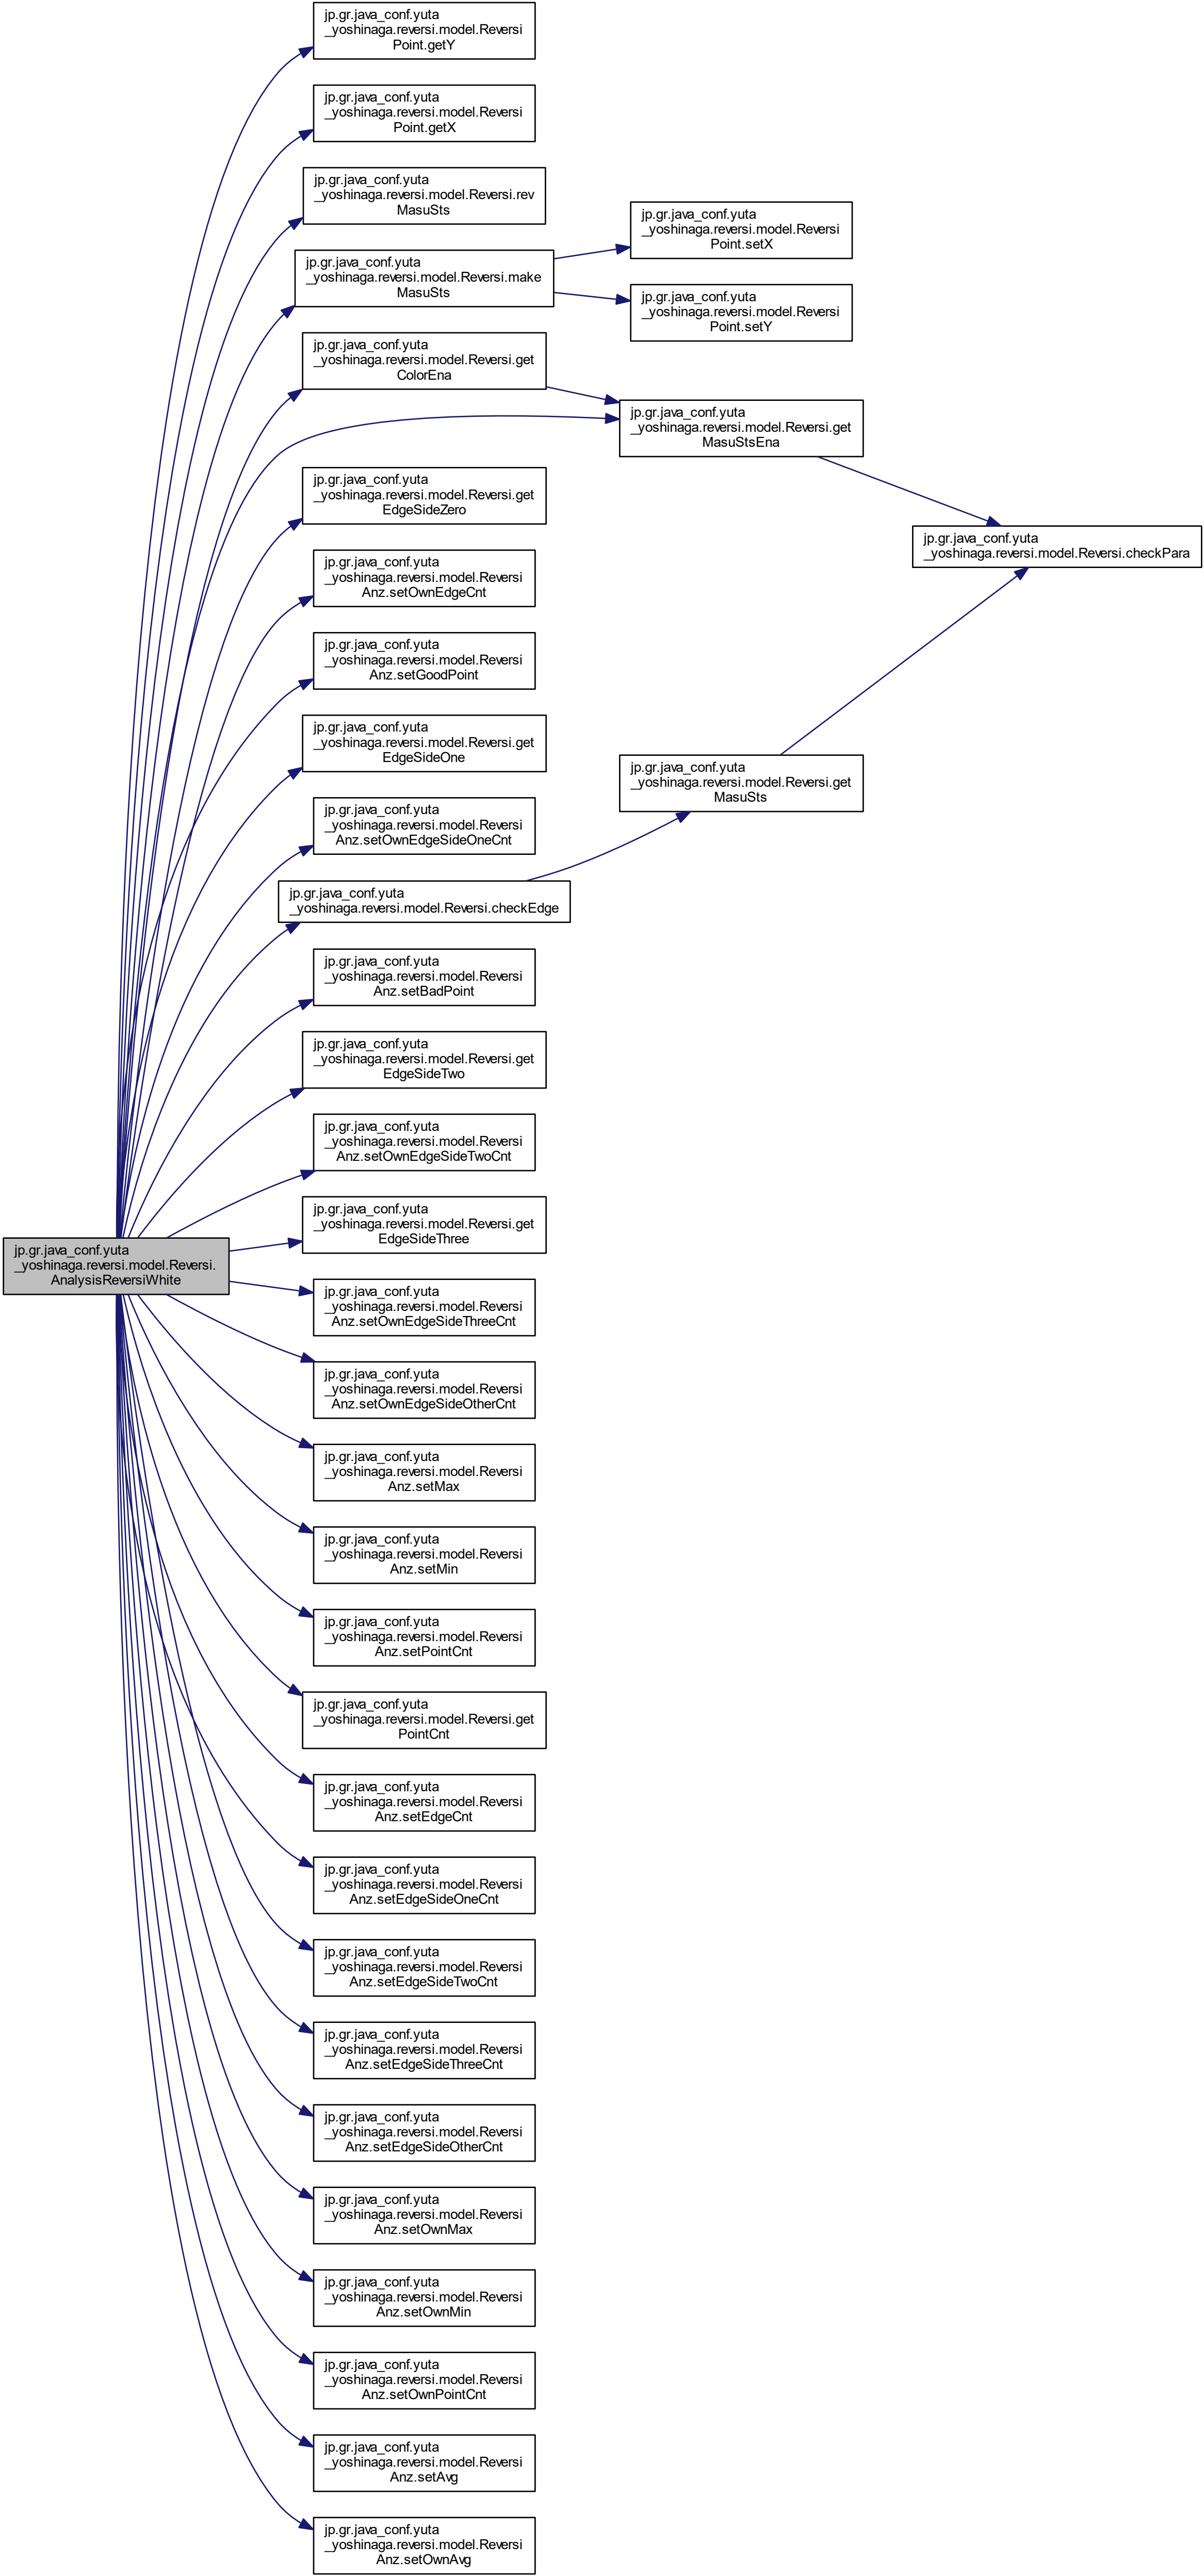 jp.gr.java_conf.yuta
_yoshinaga.reversi.model.Reversi
Point.getY
jp.gr.java_conf.yuta
_yoshinaga.reversi.model.Reversi
Point.getX
jp.gr.java_conf.yuta
_yoshinaga.reversi.model.Reversi.rev
MasuSts
jp.gr.java_conf.yuta
_yoshinaga.reversi.model.Reversi
Point.setX
jp.gr.java_conf.yuta
_yoshinaga.reversi.model.Reversi.make
MasuSts
jp.gr.java_conf.yuta
_yoshinaga.reversi.model.Reversi
Point.setY
jp.gr.java_conf.yuta
_yoshinaga.reversi.model.Reversi.get
ColorEna
jp.gr.java_conf.yuta
_yoshinaga.reversi.model.Reversi.get
MasuStsEna
jp.gr.java_conf.yuta
_yoshinaga.reversi.model.Reversi.get
EdgeSideZero
jp.gr.java_conf.yuta
_yoshinaga.reversi.model.Reversi.checkPara
jp.gr.java_conf.yuta
_yoshinaga.reversi.model.Reversi
Anz.setOwnEdgeCnt
jp.gr.java_conf.yuta
_yoshinaga.reversi.model.Reversi
Anz.setGoodPoint
jp.gr.java_conf.yuta
_yoshinaga.reversi.model.Reversi.get
EdgeSideOne
jp.gr.java_conf.yuta
_yoshinaga.reversi.model.Reversi.get
MasuSts
jp.gr.java_conf.yuta
_yoshinaga.reversi.model.Reversi
Anz.setOwnEdgeSideOneCnt
jp.gr.java_conf.yuta
_yoshinaga.reversi.model.Reversi.checkEdge
jp.gr.java_conf.yuta
_yoshinaga.reversi.model.Reversi
Anz.setBadPoint
jp.gr.java_conf.yuta
_yoshinaga.reversi.model.Reversi.get
EdgeSideTwo
jp.gr.java_conf.yuta
_yoshinaga.reversi.model.Reversi
Anz.setOwnEdgeSideTwoCnt
jp.gr.java_conf.yuta
_yoshinaga.reversi.model.Reversi.get
EdgeSideThree
jp.gr.java_conf.yuta
_yoshinaga.reversi.model.Reversi.
AnalysisReversiWhite
jp.gr.java_conf.yuta
_yoshinaga.reversi.model.Reversi
Anz.setOwnEdgeSideThreeCnt
jp.gr.java_conf.yuta
_yoshinaga.reversi.model.Reversi
Anz.setOwnEdgeSideOtherCnt
jp.gr.java_conf.yuta
_yoshinaga.reversi.model.Reversi
Anz.setMax
jp.gr.java_conf.yuta
_yoshinaga.reversi.model.Reversi
Anz.setMin
jp.gr.java_conf.yuta
_yoshinaga.reversi.model.Reversi
Anz.setPointCnt
jp.gr.java_conf.yuta
_yoshinaga.reversi.model.Reversi.get
PointCnt
jp.gr.java_conf.yuta
_yoshinaga.reversi.model.Reversi
Anz.setEdgeCnt
jp.gr.java_conf.yuta
_yoshinaga.reversi.model.Reversi
Anz.setEdgeSideOneCnt
jp.gr.java_conf.yuta
_yoshinaga.reversi.model.Reversi
Anz.setEdgeSideTwoCnt
jp.gr.java_conf.yuta
_yoshinaga.reversi.model.Reversi
Anz.setEdgeSideThreeCnt
jp.gr.java_conf.yuta
_yoshinaga.reversi.model.Reversi
Anz.setEdgeSideOtherCnt
jp.gr.java_conf.yuta
_yoshinaga.reversi.model.Reversi
Anz.setOwnMax
jp.gr.java_conf.yuta
_yoshinaga.reversi.model.Reversi
Anz.setOwnMin
jp.gr.java_conf.yuta
_yoshinaga.reversi.model.Reversi
Anz.setOwnPointCnt
jp.gr.java_conf.yuta
_yoshinaga.reversi.model.Reversi
Anz.setAvg
jp.gr.java_conf.yuta
_yoshinaga.reversi.model.Reversi
Anz.setOwnAvg